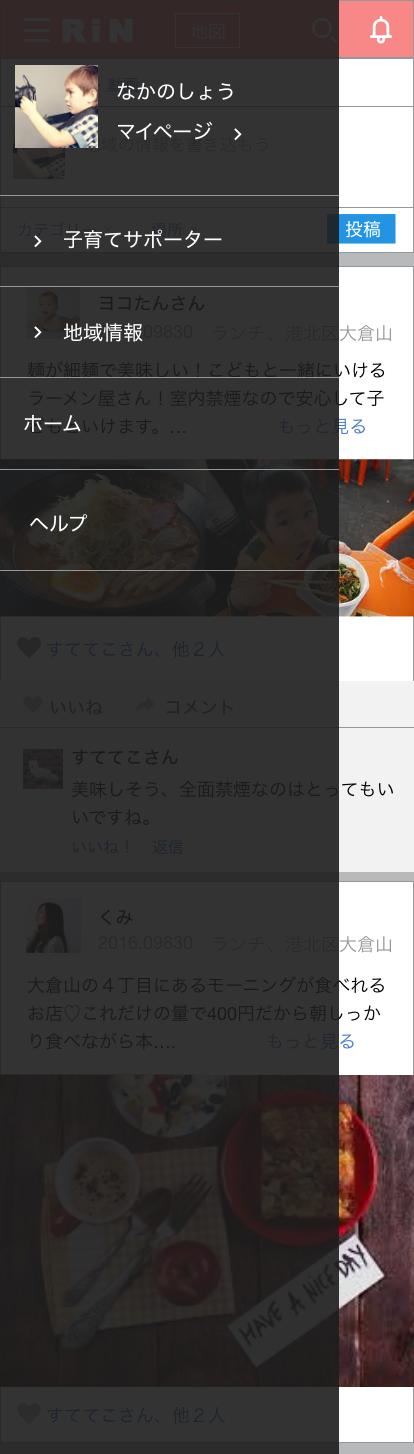 RiN
地図
なかのしょう
マイページ
子育てサポーター
投稿
ヨコたんさん
地域情報
09830 ランチ、港北区大倉山
麺が細麺で美味しい！こどもと一緒にいける
ラーメン屋さん！室内禁煙なので安心して子
いけます。...
もっと見る
ホーム
ヘルプ
すててこさん、他２人
いいね
コメント
すててこさん
美味しそう、全面禁煙なのはとってもい
いですね。
いいね！ 返信
くみ
2016.09830 ランチ、港北区大倉山
大倉山の４丁目にあるモーニングが食べれる
お店♡これだけの量で400円だから朝しっか
り食べながら本....
もっと見る
HAVE A NICE DAY
すててこさん、他２人